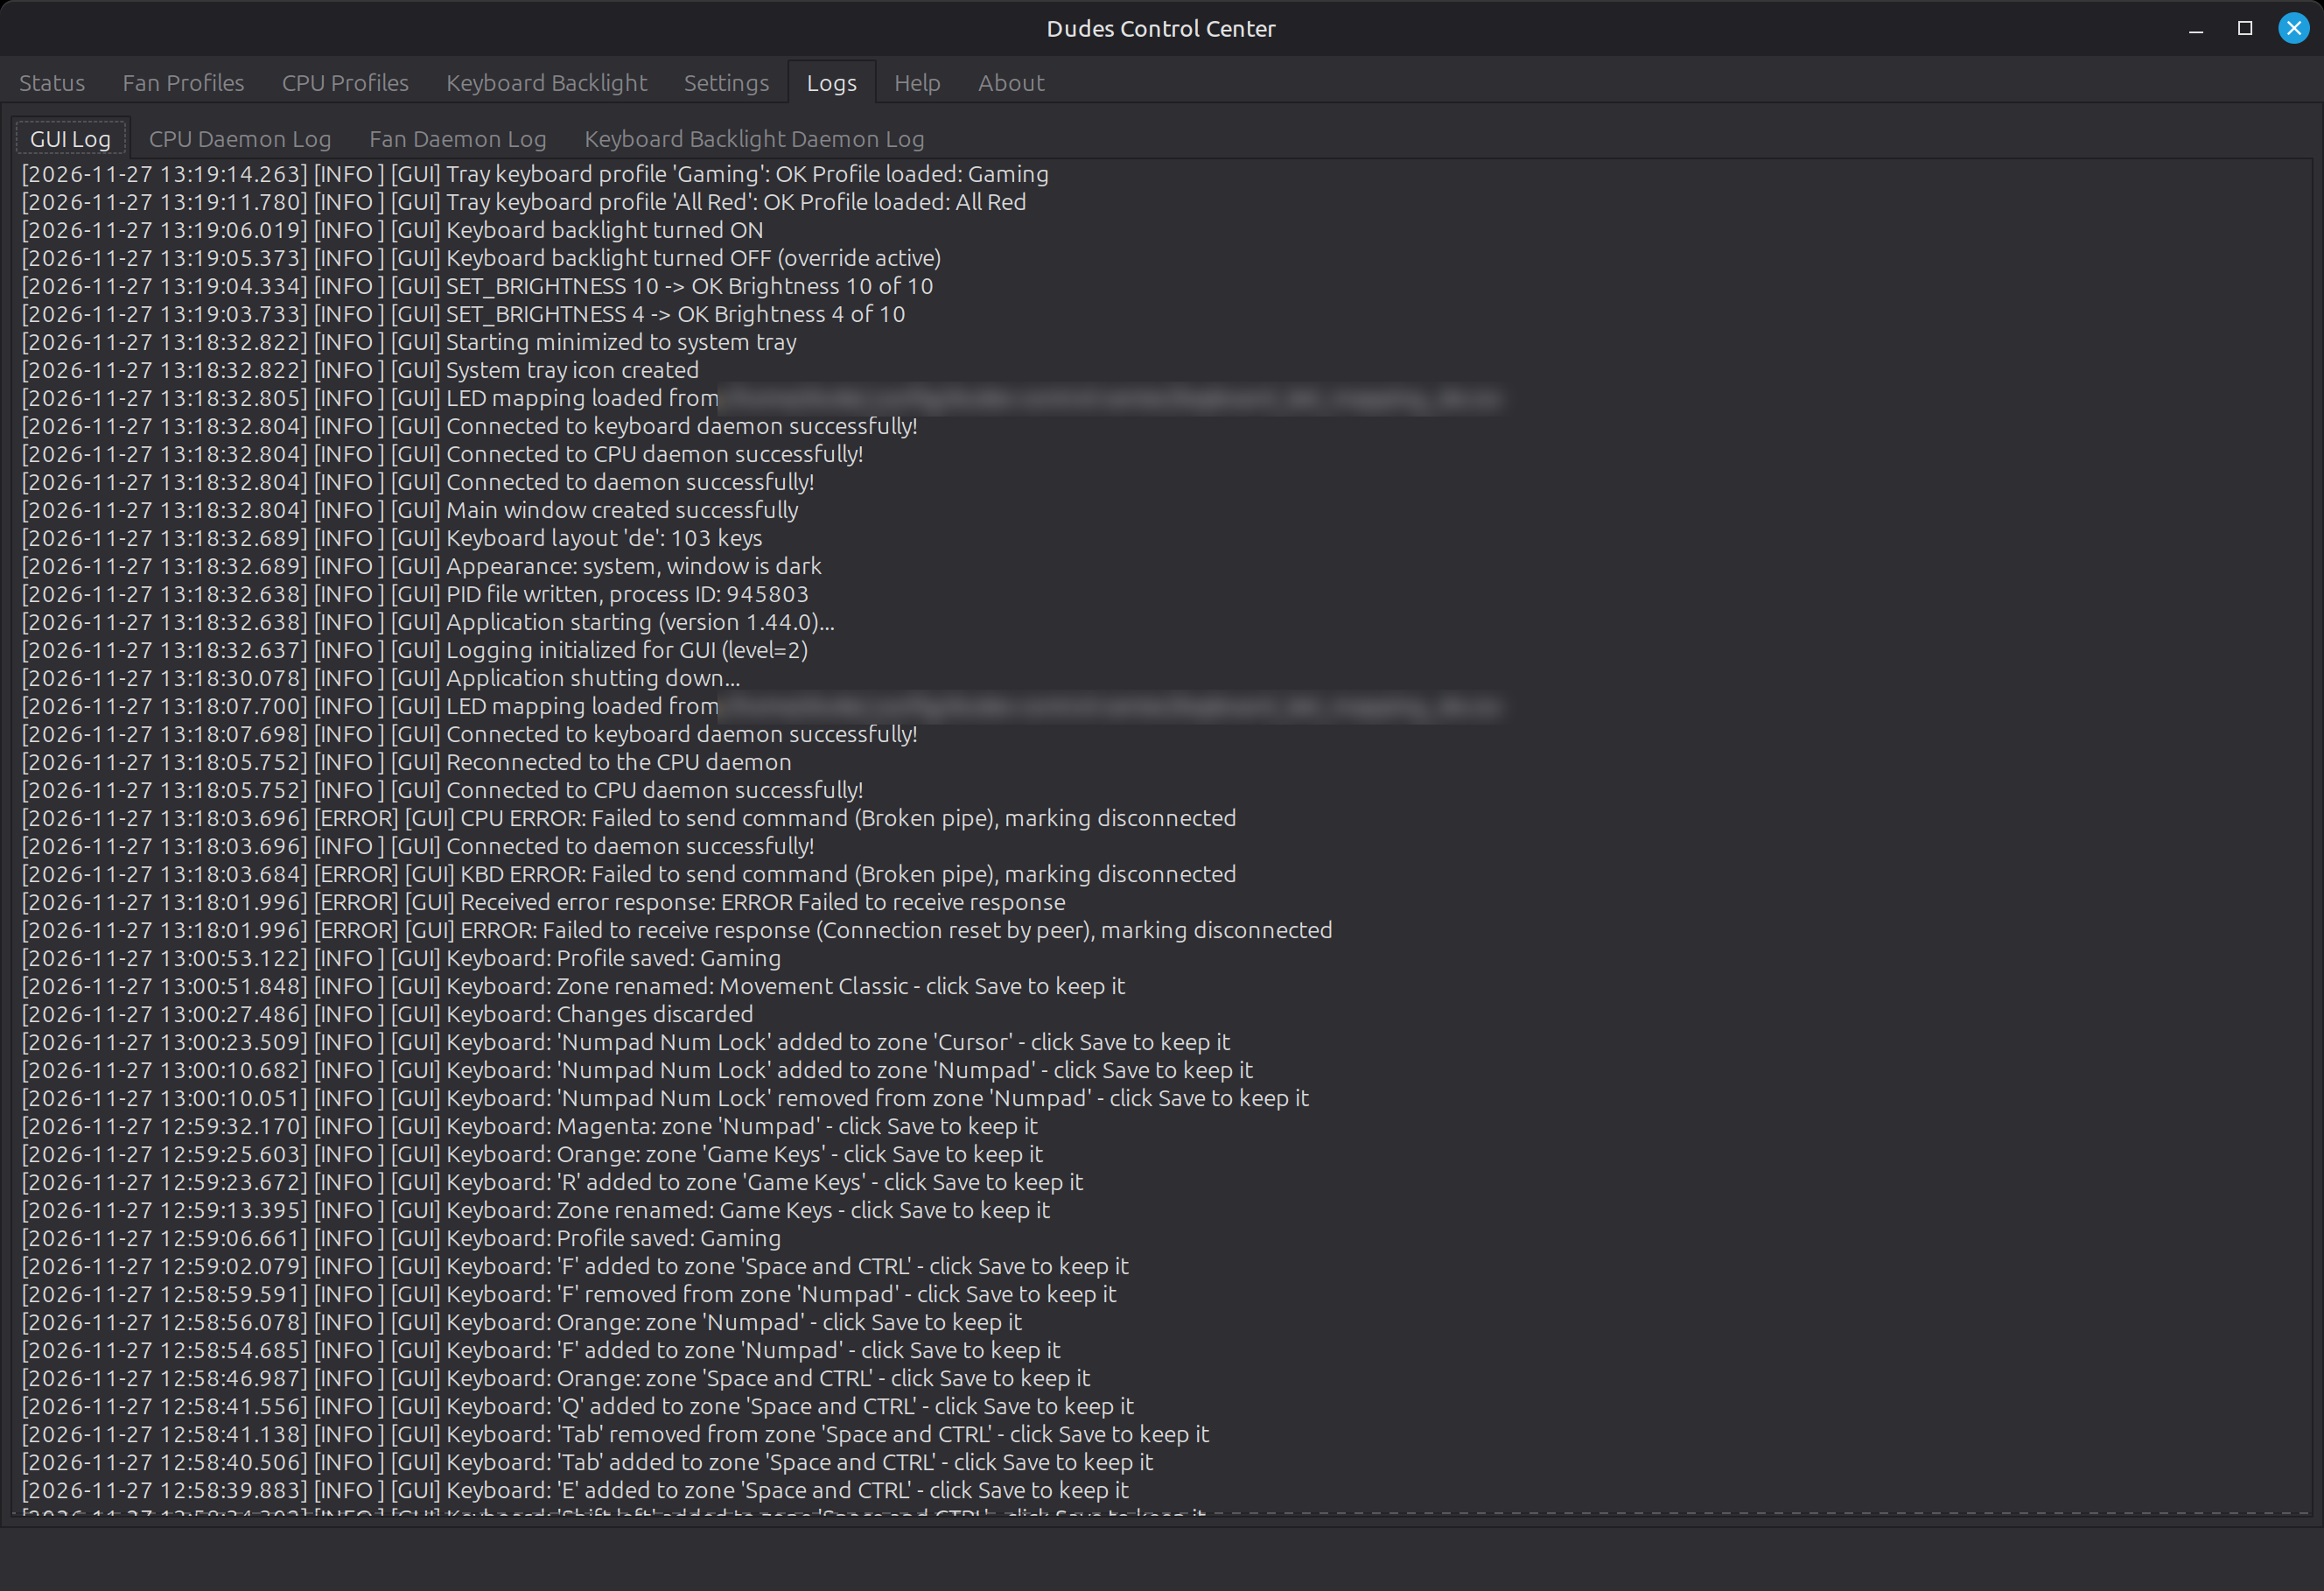 Dudes Control Center
Status Fan Profiles CPU Profiles Keyboard Backlight Settings Logs Help About
GUI Log CPU Daemon Log Fan Daemon Log Keyboard Backlight Daemon Log
[2026-11-27 13:19:14.263] [INFO ] [GUI] Tray keyboard profile 'Gaming': OK Profile loaded: Gaming
[2026-11-27 13:19:11.780] [INFO ] [GUI] Tray keyboard profile 'All Red': OK Profile loaded: All Red
[2026-11-27 13:19:06.019] [INFO ] [GUI] Keyboard backlight turned ON
[2026-11-27 13:19:05.373] [INFO ] [GUI] Keyboard backlight turned OFF (override active)
[2026-11-27 13:19:04.334] [INFO ] [GUI] SET_BRIGHTNESS 10 -> OK Brightness 10 of 10
[2026-11-27 13:19:03.733] [INFO ] [GUI] SET_BRIGHTNESS 4 -> OK Brightness 4 of 10
[2026-11-27 13:18:32.822] [INFO ] [GUI] Starting minimized to system tray
[2026-11-27 13:18:32.822] [INFO ] [GUI] System tray icon created
[2026-11-27 13:18:32.805] [INFO ] [GUI] LED mapping loaded from
[2026-11-27 13:18:32.804] [INFO ] [GUI] Connected to keyboard daemon successfully!
[2026-11-27 13:18:32.804] [INFO ] [GUI] Connected to CPU daemon successfully!
[2026-11-27 13:18:32.804] [INFO ] [GUI] Connected to daemon successfully!
[2026-11-27 13:18:32.804] [INFO ] [GUI] Main window created successfully
[2026-11-27 13:18:32.689] [INFO ] [GUI] Keyboard layout 'de': 103 keys
[2026-11-27 13:18:32.689] [INFO ] [GUI] Appearance: system, window is dark
[2026-11-27 13:18:32.638] [INFO ] [GUI] PID file written, process ID: 945803
[2026-11-27 13:18:32.638] [INFO ] [GUI] Application starting (version 1.44.0)...
[2026-11-27 13:18:32.637] [INFO ] [GUI] Logging initialized for GUI (level=2)
[2026-11-27 13:18:30.078] [INFO ] [GUI] Application shutting down...
[2026-11-27 13:18:07.700] [INFO ] [GUI] LED mapping loaded from
[2026-11-27 13:18:07.698] [INFO ] [GUI] Connected to keyboard daemon successfully!
[2026-11-27 13:18:05.752] [INFO ] [GUI] Reconnected to the CPU daemon
[2026-11-27 13:18:05.752] [INFO ] [GUI] Connected to CPU daemon successfully!
[2026-11-27 13:18:03.696] [ERROR] [GUI] CPU ERROR: Failed to send command (Broken pipe), marking disconnected
[2026-11-27 13:18:03.696] [INFO ] [GUI] Connected to daemon successfully!
[2026-11-27 13:18:03.684] [ERROR] [GUI] KBD ERROR: Failed to send command (Broken pipe), marking disconnected
[2026-11-27 13:18:01.996] [ERROR] [GUI] Received error response: ERROR Failed to receive response
[2026-11-27 13:18:01.996] [ERROR] [GUI] ERROR: Failed to receive response (Connection reset by peer), marking disconnected
[2026-11-27 13:00:53.122] [INFO ] [GUI] Keyboard: Profile saved: Gaming
[2026-11-27 13:00:51.848] [INFO ] [GUI] Keyboard: Zone renamed: Movement Classic - click Save to keep it
[2026-11-27 13:00:27.486] [INFO ] [GUI] Keyboard: Changes discarded
[2026-11-27 13:00:23.509] [INFO ] [GUI] Keyboard: 'Numpad Num Lock' added to zone 'Cursor' - click Save to keep it
[2026-11-27 13:00:10.682] [INFO ] [GUI] Keyboard: 'Numpad Num Lock' added to zone 'Numpad' - click Save to keep it
[2026-11-27 13:00:10.051] [INFO ] [GUI] Keyboard: 'Numpad Num Lock' removed from zone 'Numpad' - click Save to keep it
[2026-11-27 12:59:32.170] [INFO ] [GUI] Keyboard: Magenta: zone 'Numpad' - click Save to keep it
[2026-11-27 12:59:25.603] [INFO ] [GUI] Keyboard: Orange: zone 'Game Keys' - click Save to keep it
[2026-11-27 12:59:23.672] [INFO ] [GUI] Keyboard: 'R' added to zone 'Game Keys' - click Save to keep it
[2026-11-27 12:59:13.395] [INFO ] [GUI] Keyboard: Zone renamed: Game Keys - click Save to keep it
[2026-11-27 12:59:06.661] [INFO ] [GUI] Keyboard: Profile saved: Gaming
[2026-11-27 12:59:02.079] [INFO ] [GUI] Keyboard: 'F' added to zone 'Space and CTRL' - click Save to keep it
[2026-11-27 12:58:59.591] [INFO ] [GUI] Keyboard: 'F' removed from zone 'Numpad' - click Save to keep it
[2026-11-27 12:58:56.078] [INFO ] [GUI] Keyboard: Orange: zone 'Numpad' - click Save to keep it
[2026-11-27 12:58:54.685] [INFO ] [GUI] Keyboard: 'F' added to zone 'Numpad' - click Save to keep it
[2026-11-27 12:58:46.987] [INFO ] [GUI] Keyboard: Orange: zone 'Space and CTRL' - click Save to keep it
[2026-11-27 12:58:41.556] [INFO ] [GUI] Keyboard: 'Q' added to zone 'Space and CTRL' - click Save to keep it
[2026-11-27 12:58:41.138] [INFO ] [GUI] Keyboard: 'Tab' removed from zone 'Space and CTRL' - click Save to keep it
[2026-11-27 12:58:40.506] [INFO ] [GUI] Keyboard: 'Tab' added to zone 'Space and CTRL' - click Save to keep it
[2026-11-27 12:58:39.883] [INFO ] [GUI] Keyboard: 'E' added to zone 'Space and CTRL' - click Save to keep it